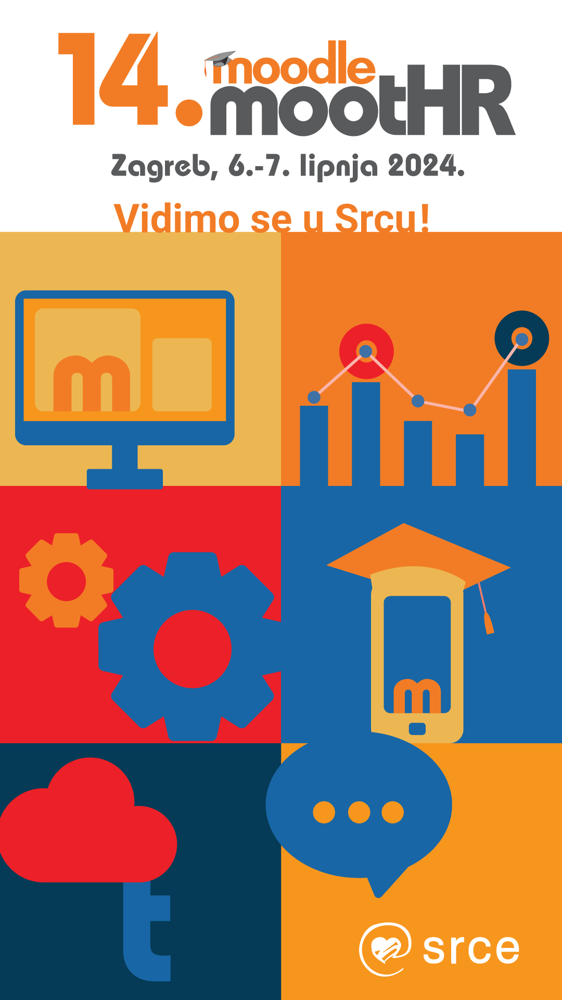 14. moodle
mootHR
Zagreb, 6.-7. lipnja 2024.
Vidimo se u Srcu!
m
m
t
srce